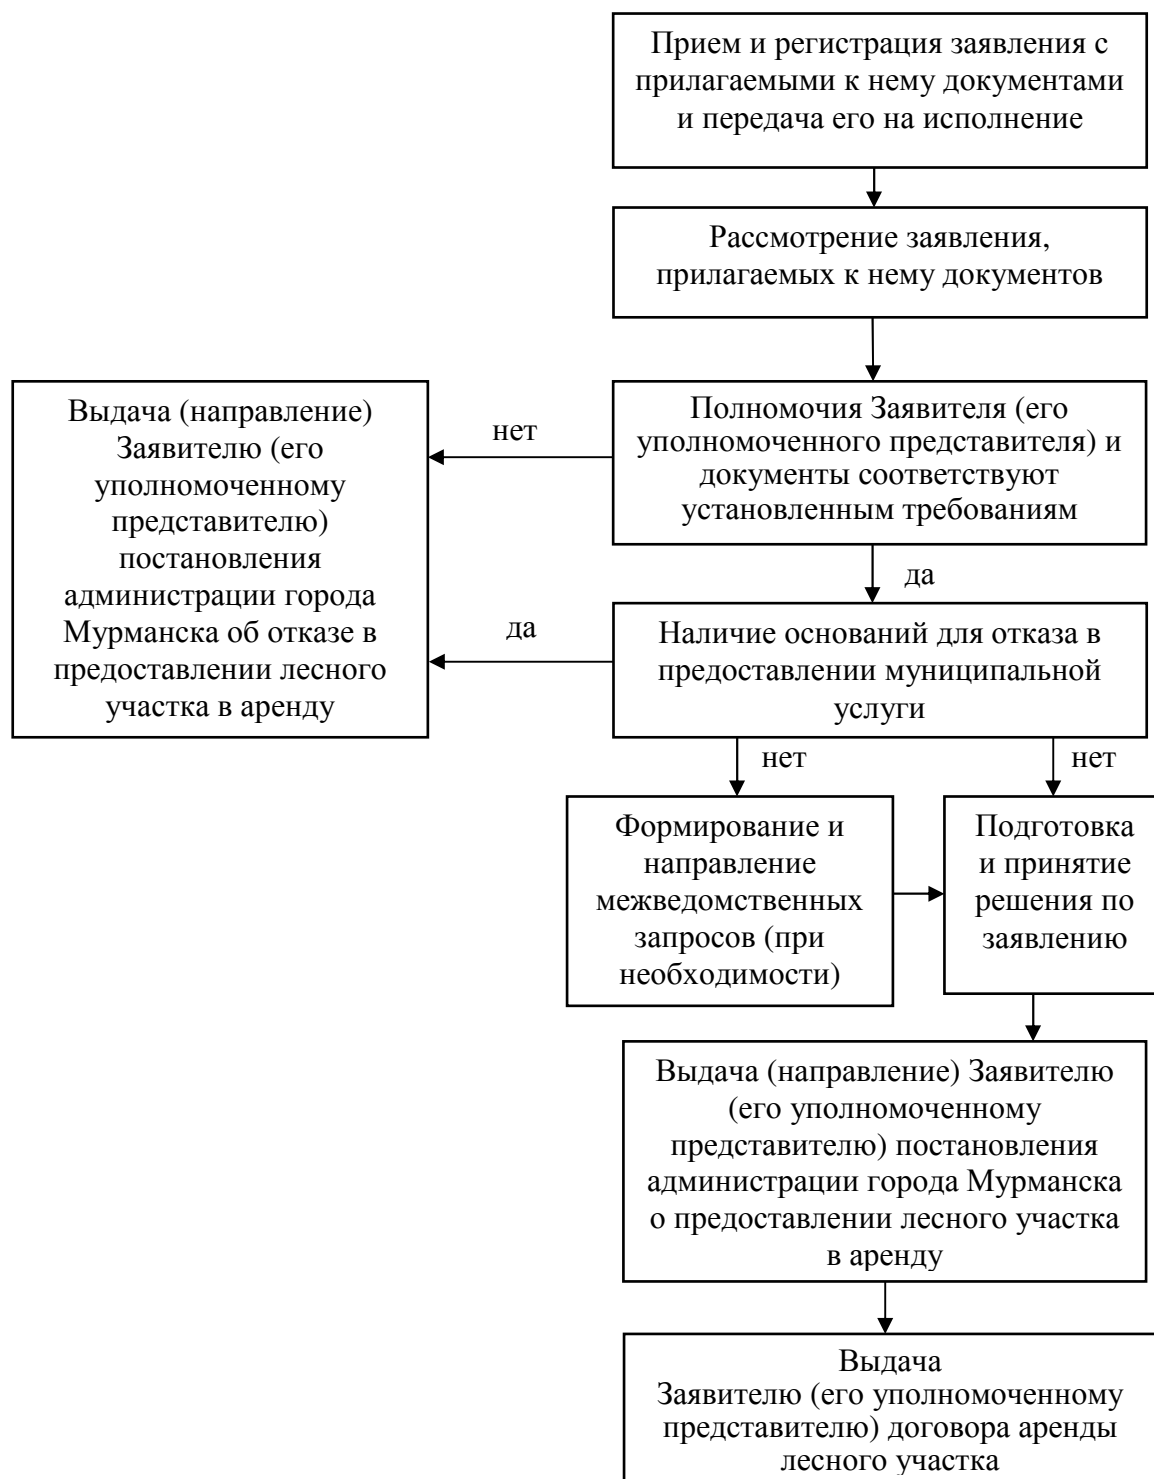 Прием и регистрация заявления с
прилагаемыми к нему документами
и передача его на исполнение
Рассмотрение заявления,
прилагаемых к нему документов
Выдача (направление)
Заявителю (его
уполномоченному
представителю)
постановления
администрации города
Мурманска об отказе в
предоставлении лесного
участка в аренду
нет
Полномочия Заявителя (его
уполномоченного представителя) и
документы соответствуют
установленным требованиям
да
да
Наличие оснований для отказа в
предоставлении муниципальной
услуги
нет
нет
Формирование и
направление
межведомственных
запросов (при
необходимости)
Подготовка
и принятие
решения по
заявлению
Выдача (направление) Заявителю
(его уполномоченному
представителю) постановления
администрации города Мурманска
о предоставлении лесного участка
в аренду
Выдача
Заявителю (его уполномоченному
представителю) договора аренды
лесного участка